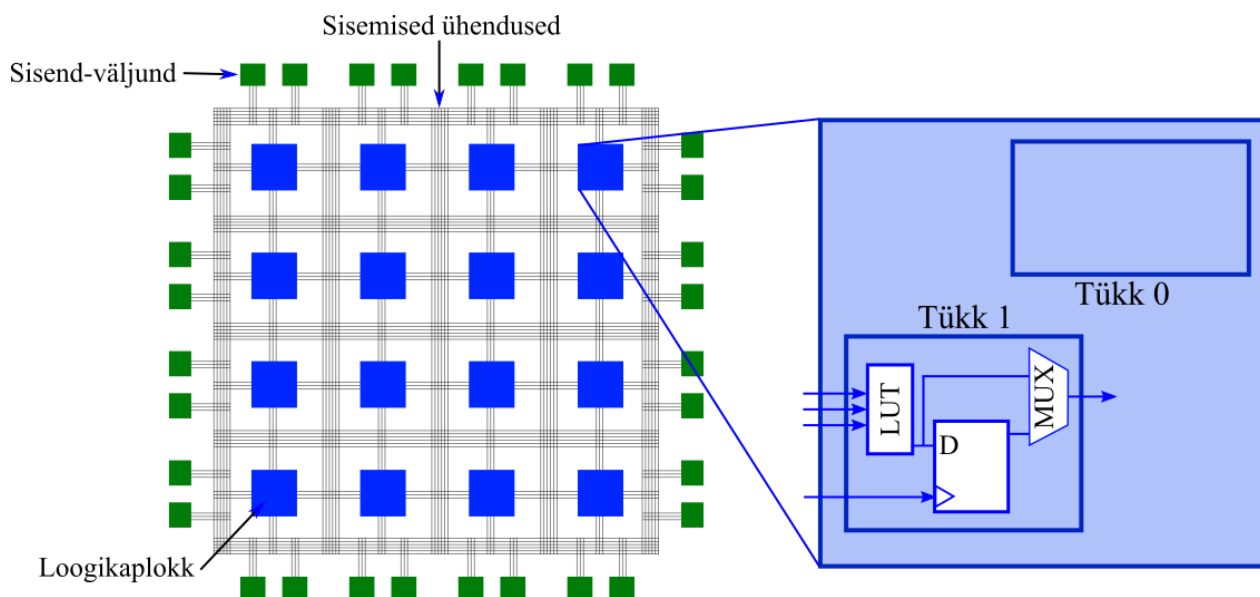 Sisemised ühendused
Sisend-väljund
Tükk 0
Tükk 1
LUT
MUX
D
Loogikaplokk